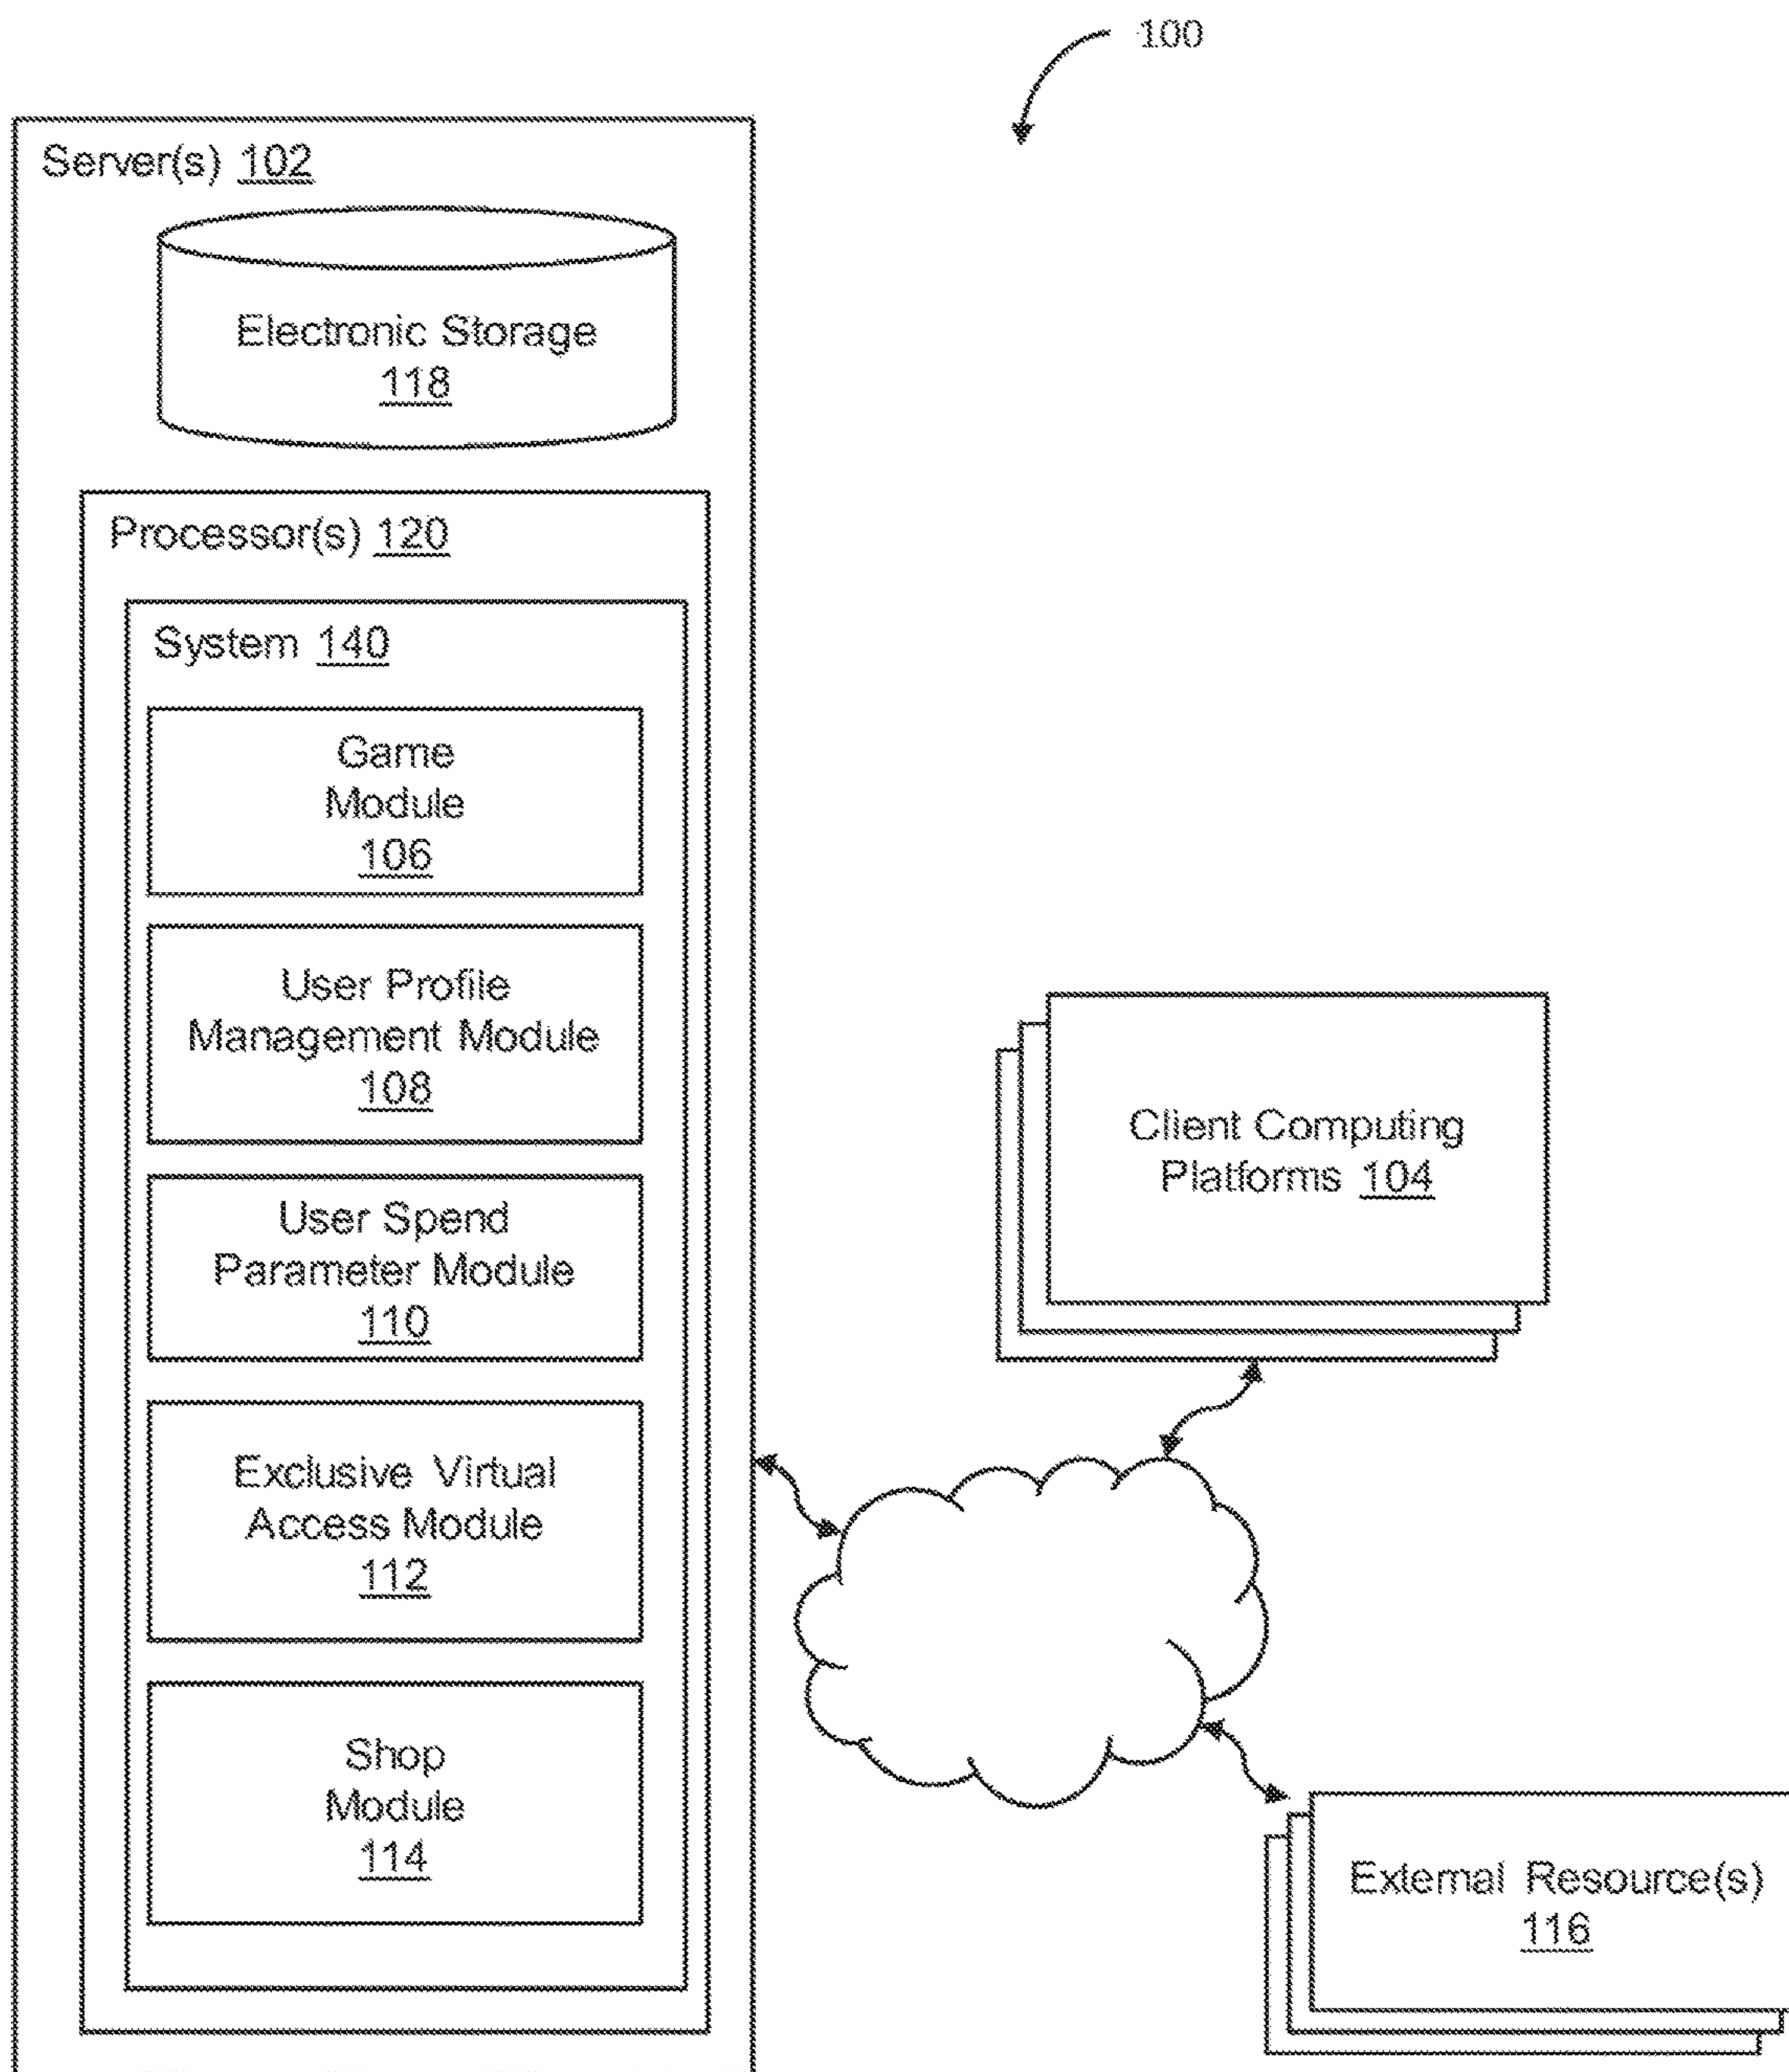 100
Server(s) 102
Electronic Storage
118
Processor(s) 120
System 140
Game
Module
106
User Profile
Management Module
108
User Spend
Parameter Module
110
Exclusive Virtual
Access Module
112
Shop
Module
114
Client Computing
Platforms 104
External Resource(s)
116